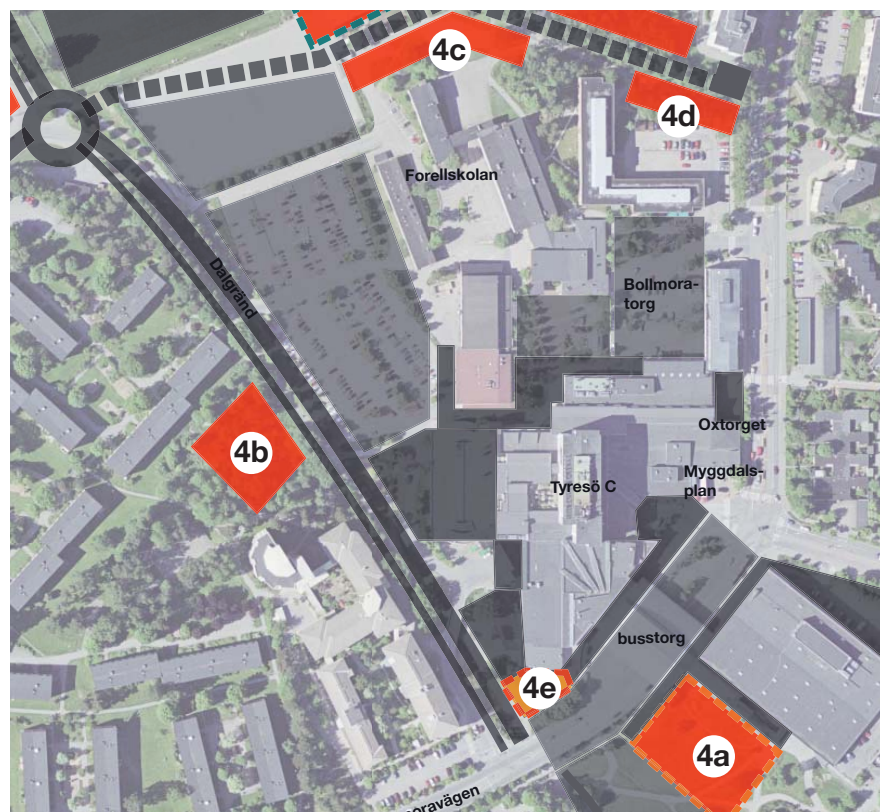 4c
4d
Forellskolan
Dalgränd
Bollmora-
torg
4b
Oxtorget
Myggdals-
plan
Tyresö C
busstorg
4e
4a
oravägen